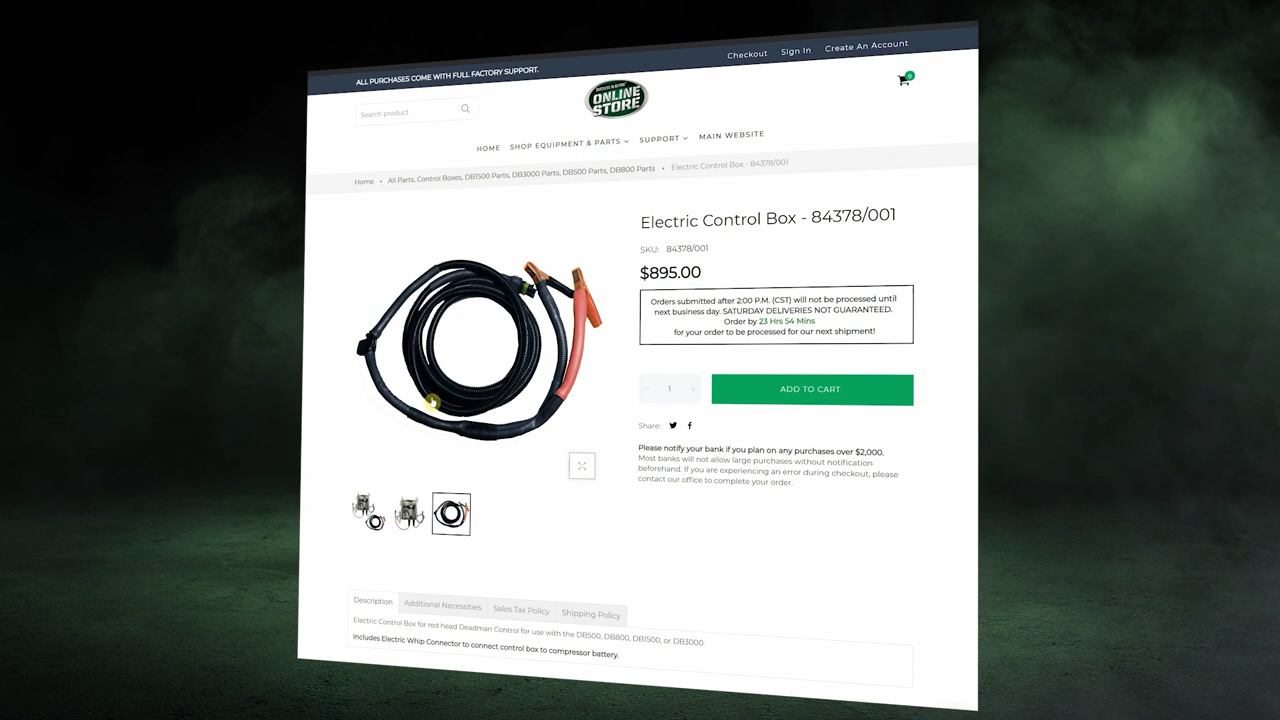 ALL PURCHASES COME WITH FULL FACTORY SUPPORT.
Checkout Sign In Create An Account
Search product
ONLINE STORE
0
HOME SHOP EQUIPMENT & PARTS SUPPORT MAIN WEBSITE
Home • All Parts, Control Boxes, DB1500 Parts, DB3000 Parts, DB500 Parts, DB800 Parts • Electric Control Box - 84378/001
Electric Control Box - 84378/001
SKU: 84378/001
$895.00
Orders submitted after 2:00 P.M. (CST) will not be processed until
next business day. SATURDAY DELIVERIES NOT GUARANTEED.
Order by 23 Hrs 54 Mins
for your order to be processed for our next shipment!
− 1 +
ADD TO CART
Share:
Please notify your bank if you plan on any purchases over $2,000.
Most banks will not allow large purchases without notification
beforehand. If you are experiencing an error during checkout, please
contact our office to complete your order.
Description Additional Necessities Sales Tax Policy Shipping Policy
Electric Control Box for red head Deadman Control for use with the DB500, DB800, DB1500, or DB3000.
Includes Electric Whip Connector to connect control box to compressor battery.